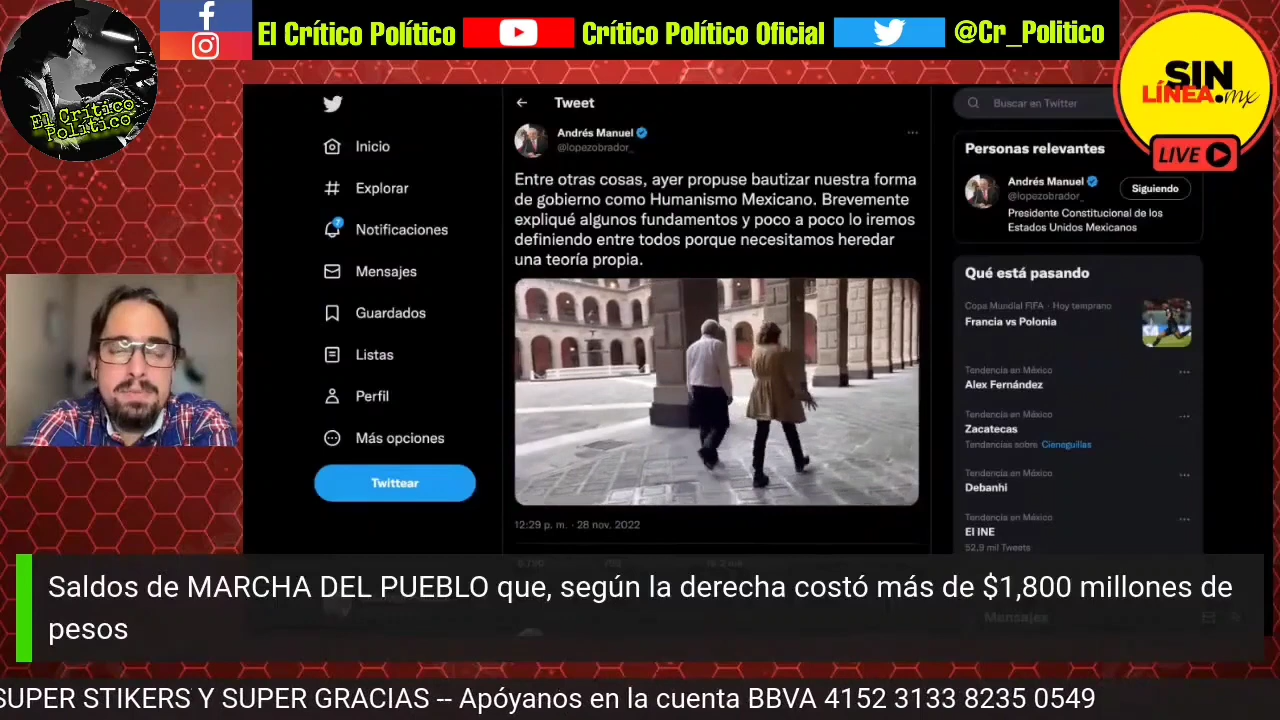 El Crítico Político
Crítico Político Oficial
@Cr_Politico
El Crítico
Político
SIN
LÍNEA.mx
LIVE
Inicio
Explorar
7
Notificaciones
Mensajes
Guardados
Listas
Perfil
Más opciones
Twittear
Tweet
Andrés Manuel
@lopezobrador_
Entre otras cosas, ayer propuse bautizar nuestra forma
de gobierno como Humanismo Mexicano. Brevemente
expliqué algunos fundamentos y poco a poco lo iremos
definiendo entre todos porque necesitamos heredar
una teoría propia.
12:29 p. m. · 28 nov. 2022
Buscar en Twitter
Personas relevantes
Andrés Manuel
@lopezobrador_
Siguiendo
Presidente Constitucional de los
Estados Unidos Mexicanos
Qué está pasando
Copa Mundial FIFA · Hoy temprano
Francia vs Polonia
Tendencia en México
Alex Fernández
Tendencia en México
Zacatecas
Tendencias sobre Cieneguillas
Tendencia en México
Debanhi
Tendencia en México
El INE
52,9 mil Tweets
Mensajes
Saldos de MARCHA DEL PUEBLO que, según la derecha costó más de $1,800 millones de
pesos
SUPER STIKERS Y SUPER GRACIAS -- Apóyanos en la cuenta BBVA 4152 3133 8235 0549